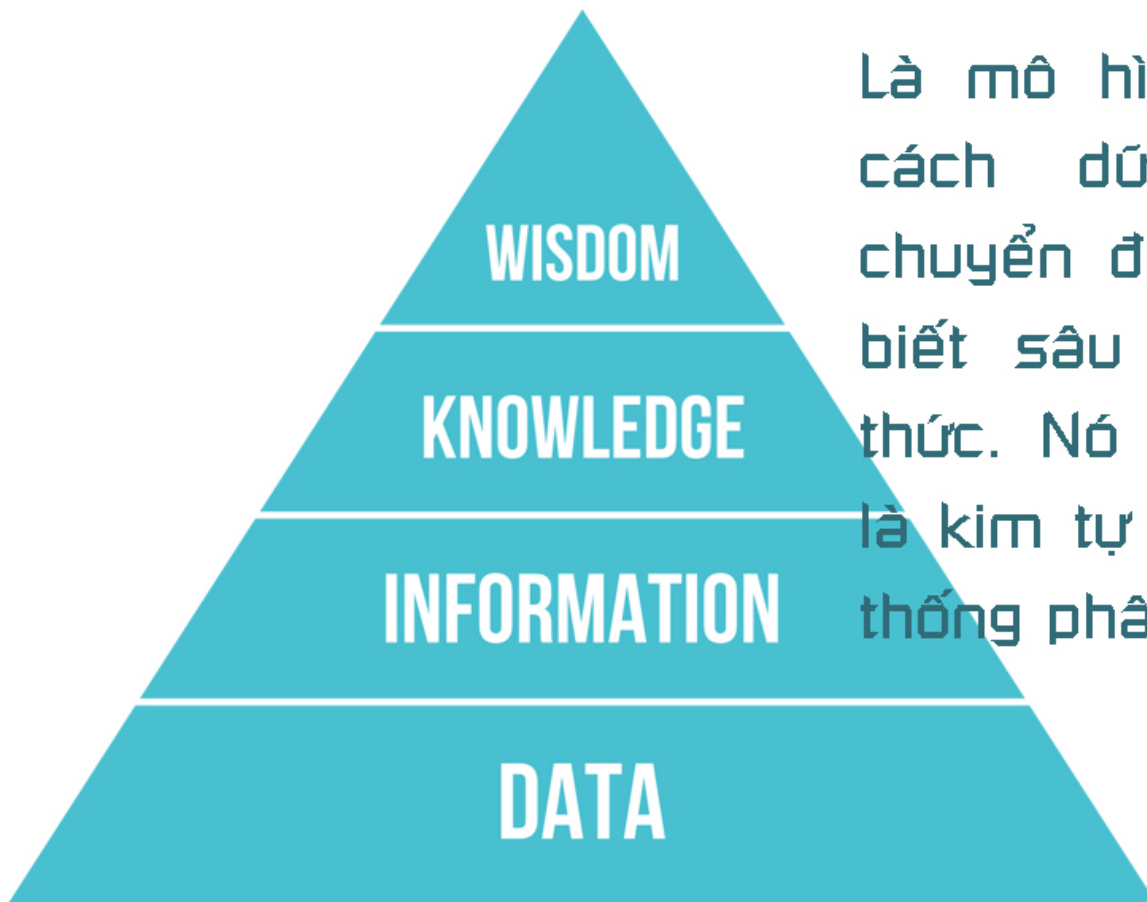 WISDOM
KNOWLEDGE
INFORMATION
DATA
Là mô
cách
chuyển
biết sâu
thức. Nó
là kim tự
thống